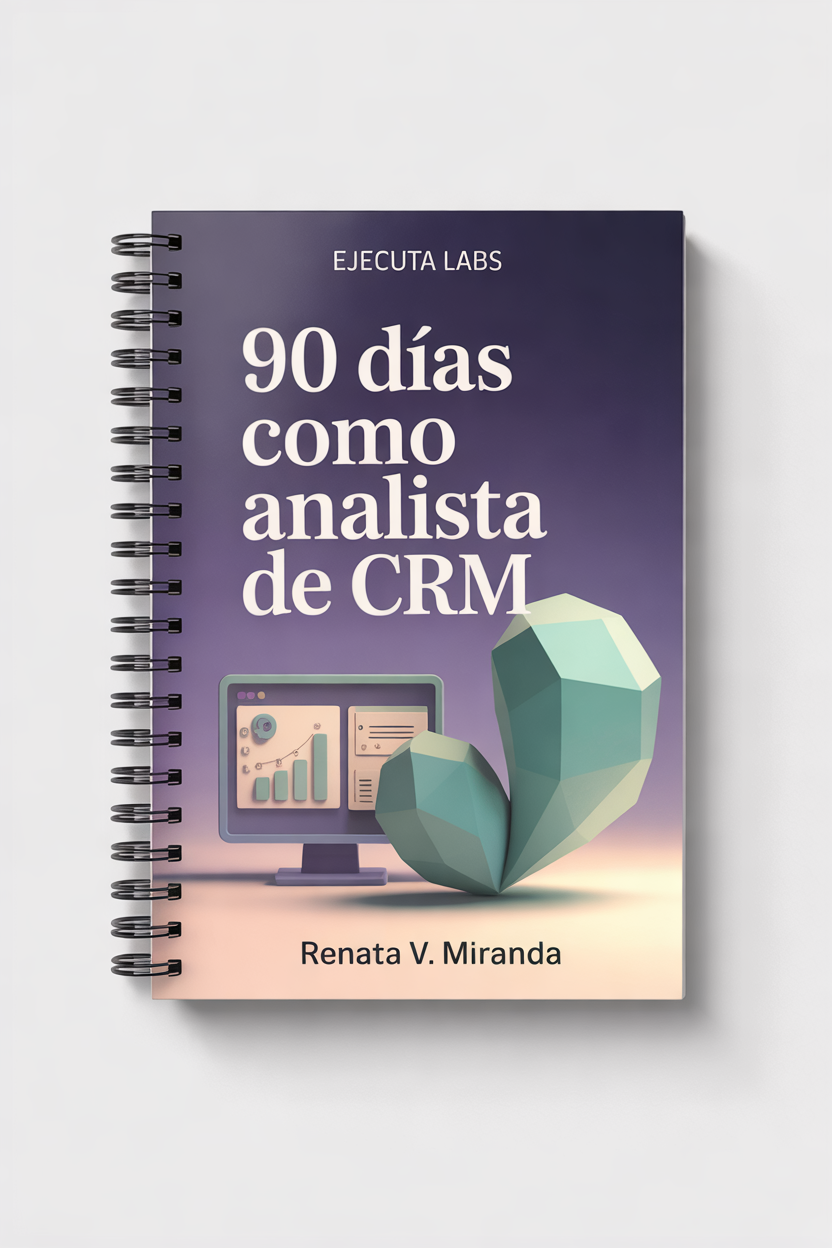 EJECUTA LABS
90 días
como
analista
de CRM
Renata V. Miranda